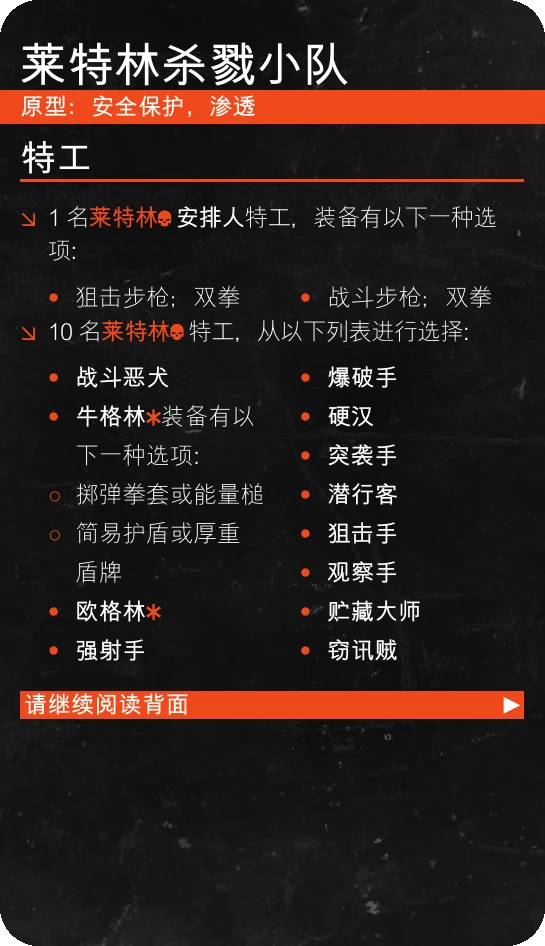 莱特林杀戮小队
原型：安全保护，渗透
特工
1 名莱特林安排人特工，装备有以下一种选
项：
• 狙击步枪；双拳
• 战斗步枪；双拳
10 名莱特林特工，从以下列表进行选择：
• 战斗恶犬
• 牛格林*装备有以
下一种选项：
○ 掷弹拳套或能量槌
○ 简易护盾或厚重
盾牌
• 欧格林*
• 强射手
• 爆破手
• 硬汉
• 突袭手
• 潜行客
• 狙击手
• 观察手
• 贮藏大师
• 窃讯贼
请继续阅读背面